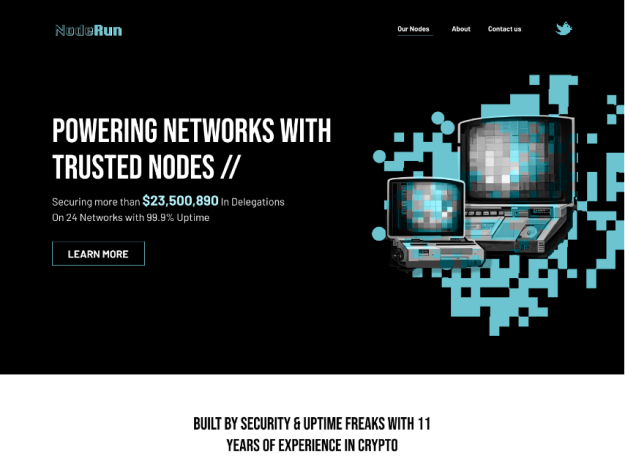 NodeRun
Our Nodes About Contact us
POWERING NETWORKS WITH
TRUSTED NODES //
Securing more than $23,500,890 In Delegations
On 24 Networks with 99.9% Uptime
LEARN MORE
BUILT BY SECURITY & UPTIME FREAKS WITH 11
YEARS OF EXPERIENCE IN CRYPTO